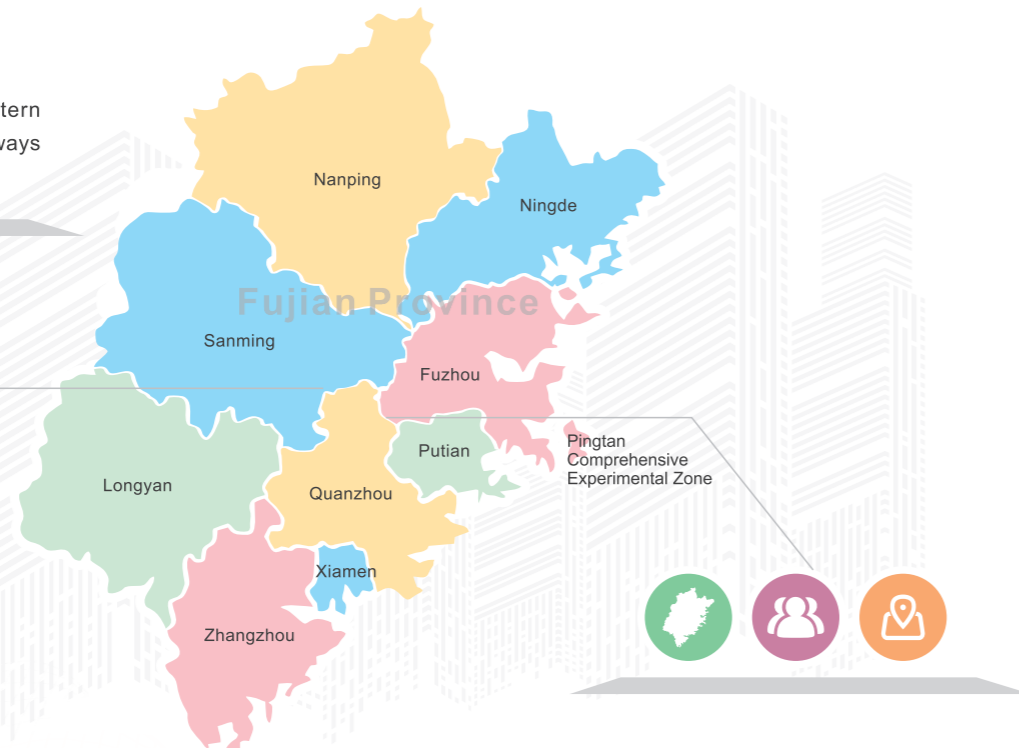 tern
ways
Nanping
Ningde
Fujian Province
Sanming
Fuzhou
Putian
Pingtan
Comprehensive
Experimental Zone
Longyan
Quanzhou
Xiamen
Zhangzhou